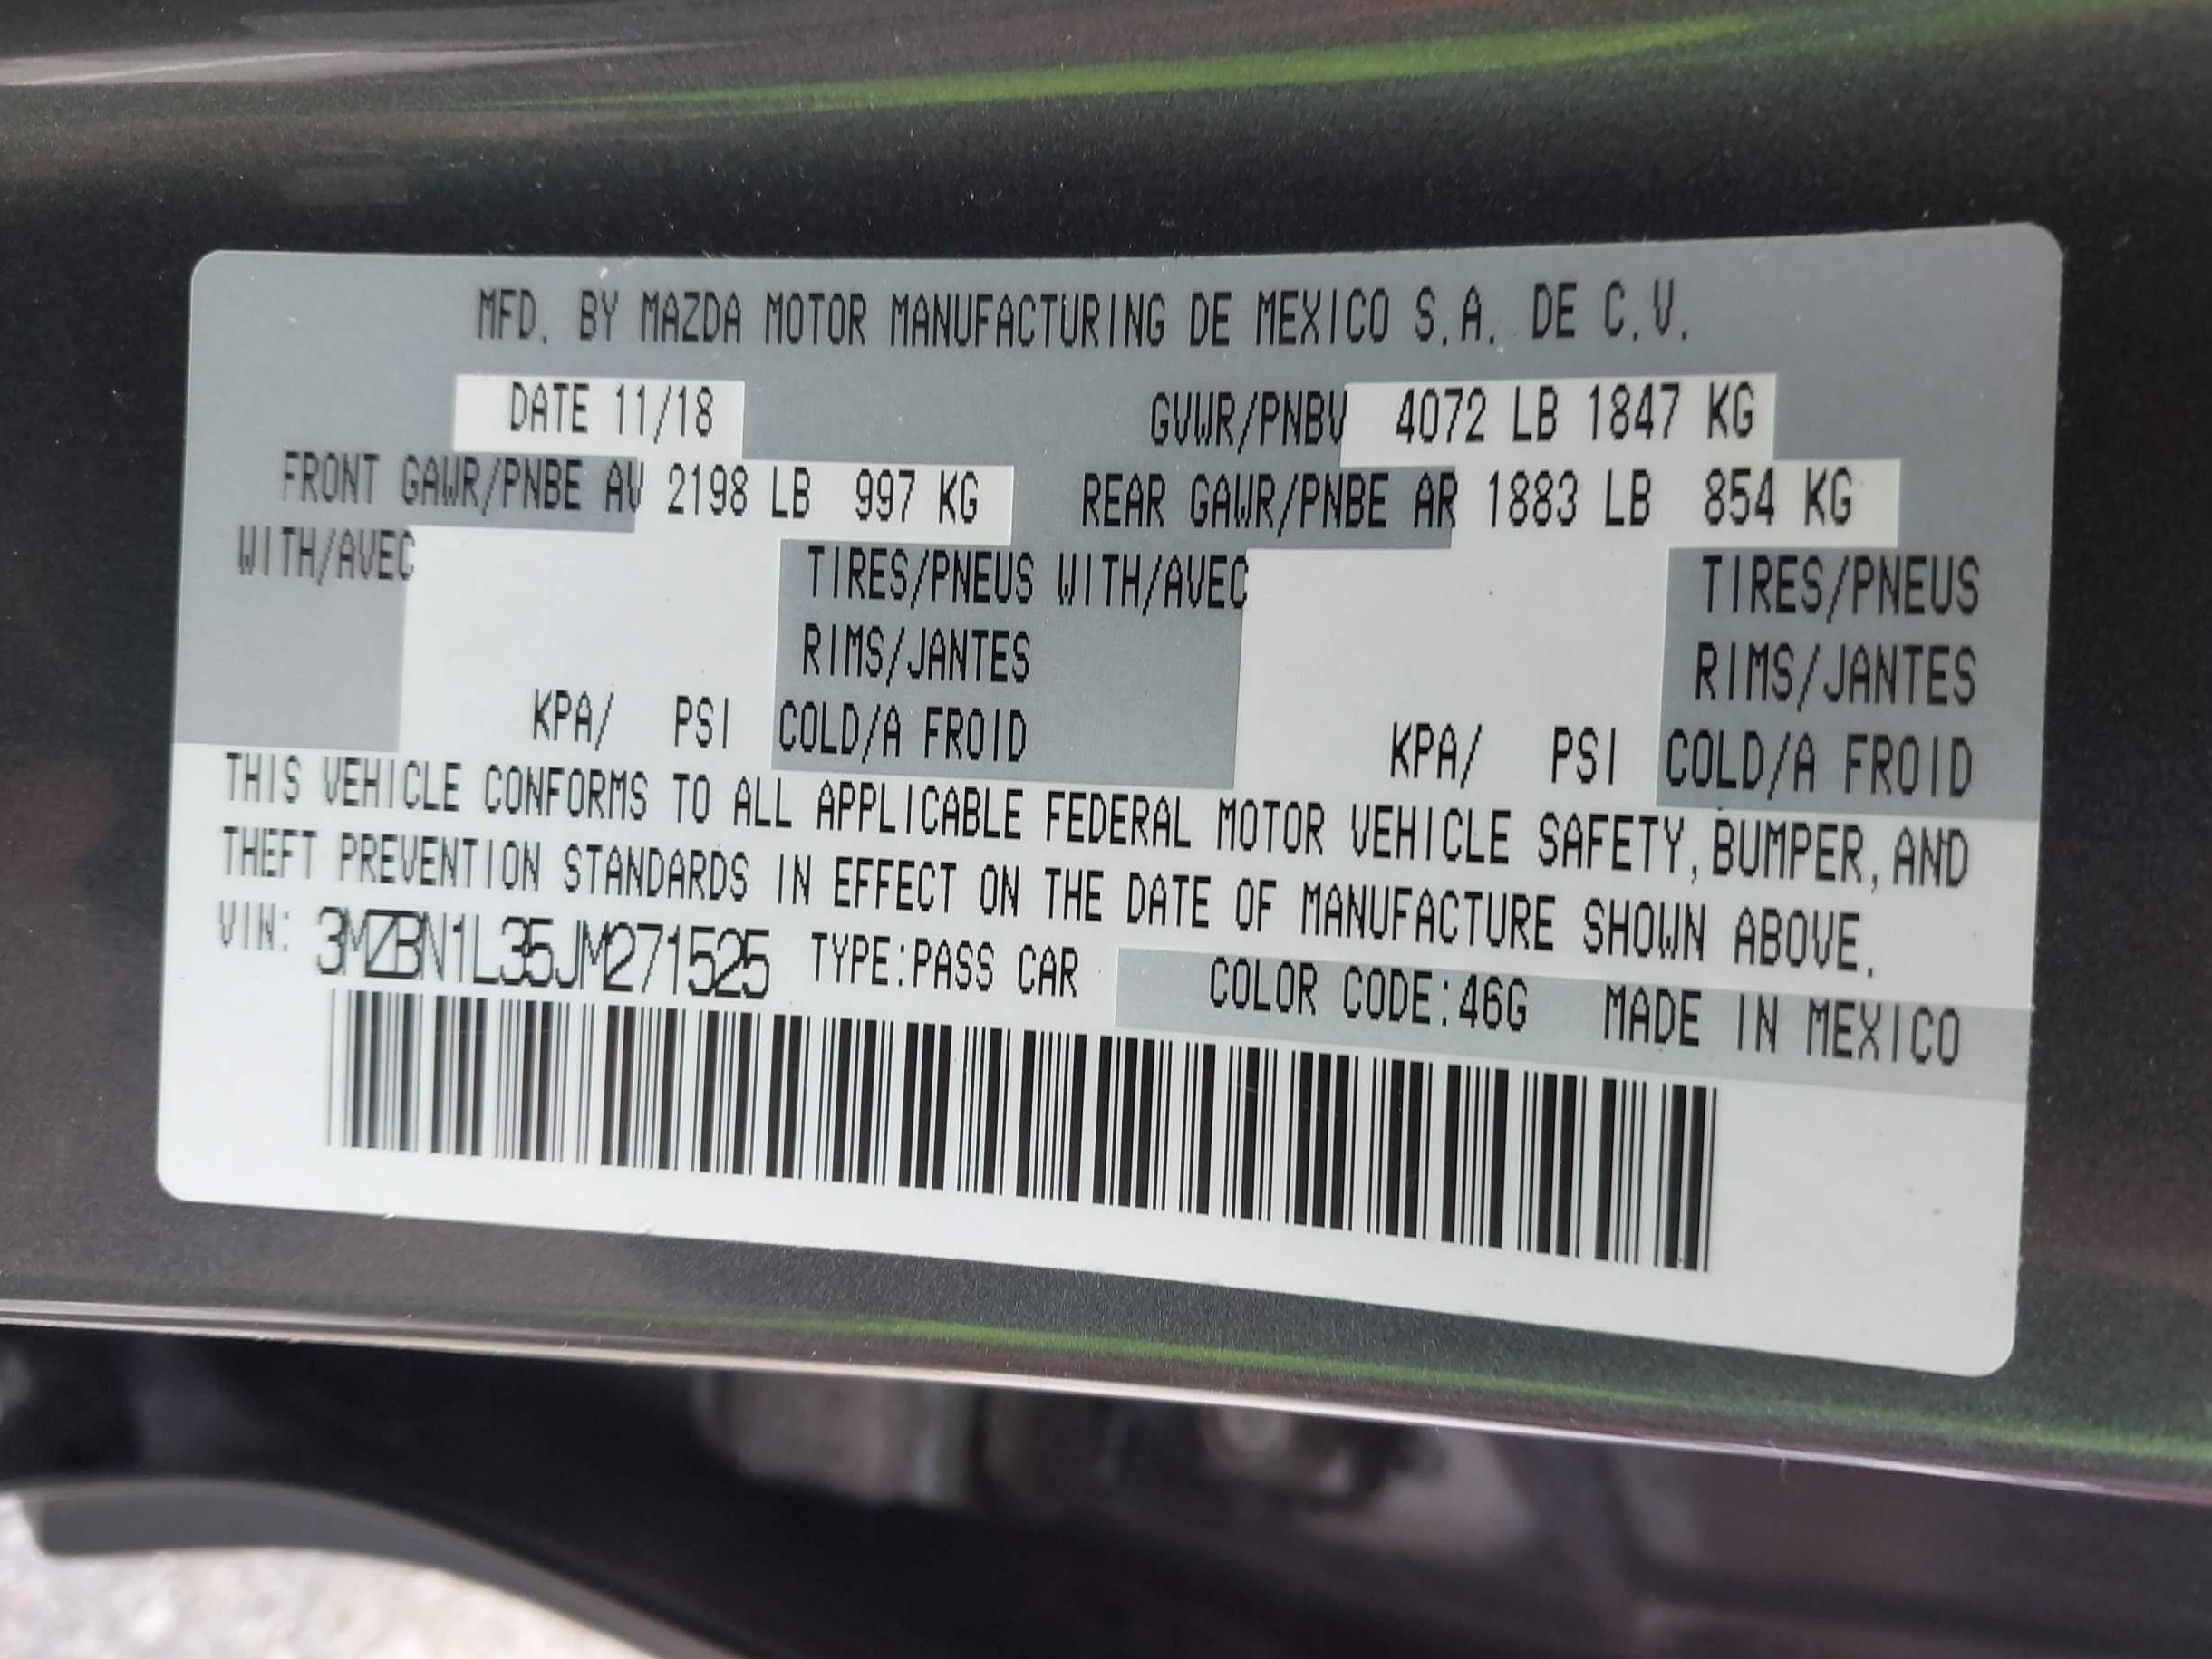 MFD. BY MAZDA MOTOR MANUFACTURING DE MEXICO S.A. DE C.V.
DATE 11/18 GVWR/PNBV 4072 LB 1847 KG
FRONT GAWR/PNBE AV 2198 LB 997 KG REAR GAWR/PNBE AR 1883 LB 854 KG
WITH/AVEC TIRES/PNEUS WITH/AVEC TIRES/PNEUS
RIMS/JANTES RIMS/JANTES
KPA/ PSI COLD/A FROID KPA/ PSI COLD/A FROID
THIS VEHICLE CONFORMS TO ALL APPLICABLE FEDERAL MOTOR VEHICLE SAFETY, BUMPER, AND
THEFT PREVENTION STANDARDS IN EFFECT ON THE DATE OF MANUFACTURE SHOWN ABOVE.
VIN: 3MZBN1L35JM271525 TYPE:PASS CAR COLOR CODE:46G MADE IN MEXICO